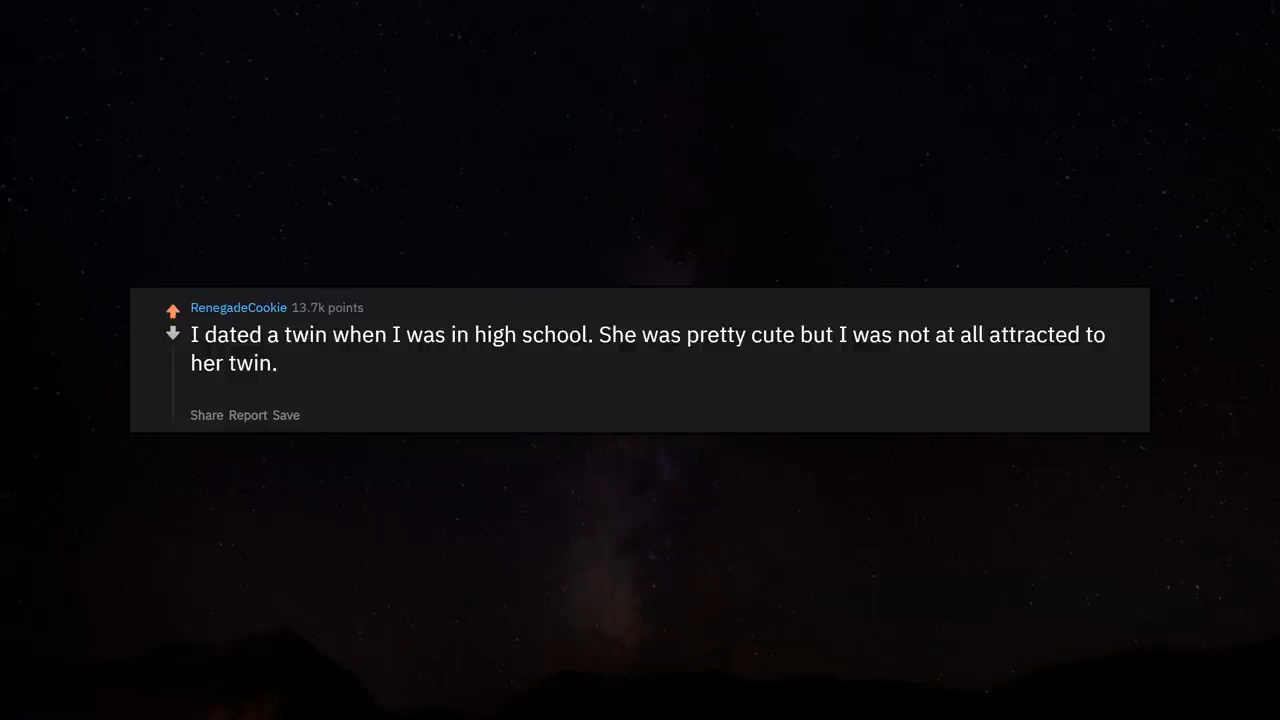 RenegadeCookie 13.7k points
I dated a twin when I was in high school. She was pretty cute but I was not at all attracted to
her twin.
Share Report Save